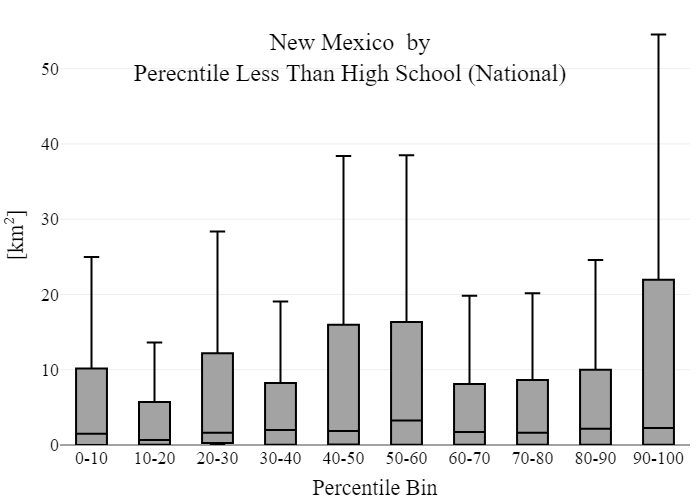 New Mexico  by
Perecntile Less Than High School (National)
50
40
30
20
10
0
[km²]
0-10 10-20 20-30 30-40 40-50 50-60 60-70 70-80 80-90 90-100
Percentile Bin